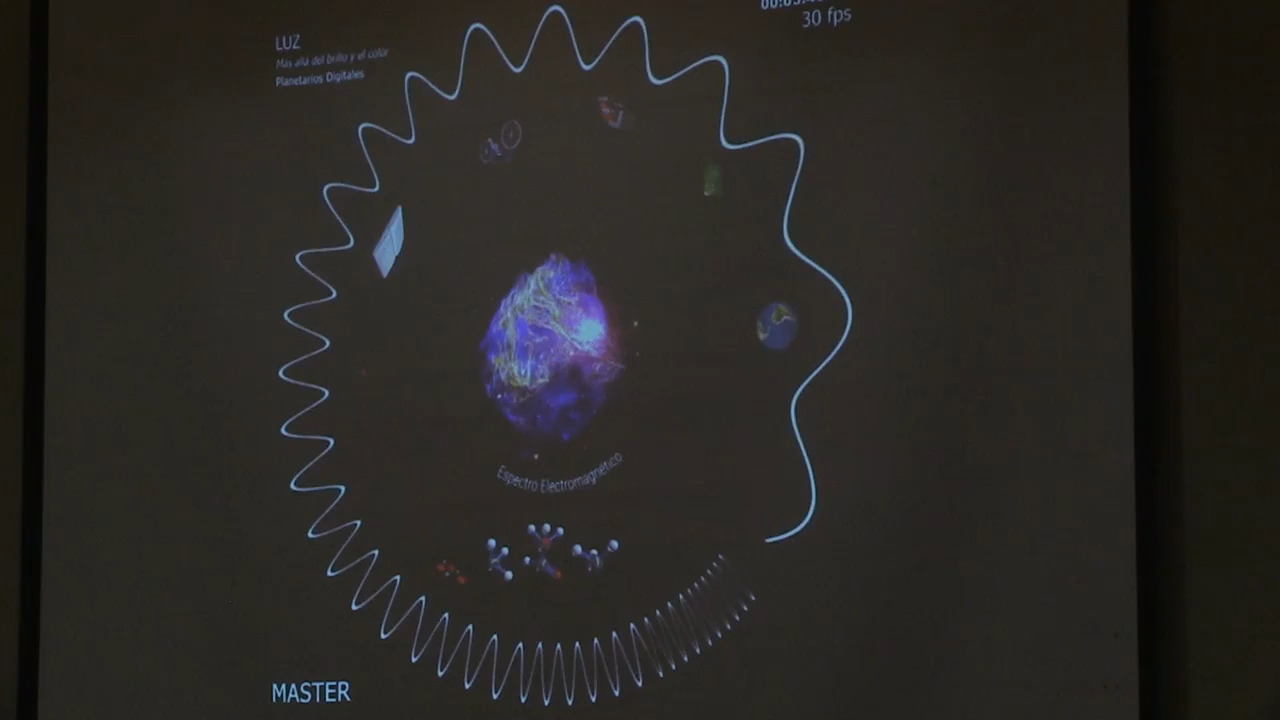 LUZ
Más allá del brillo y el color
Planetarios Digitales
30 fps
Espectro Electromagnético
MASTER